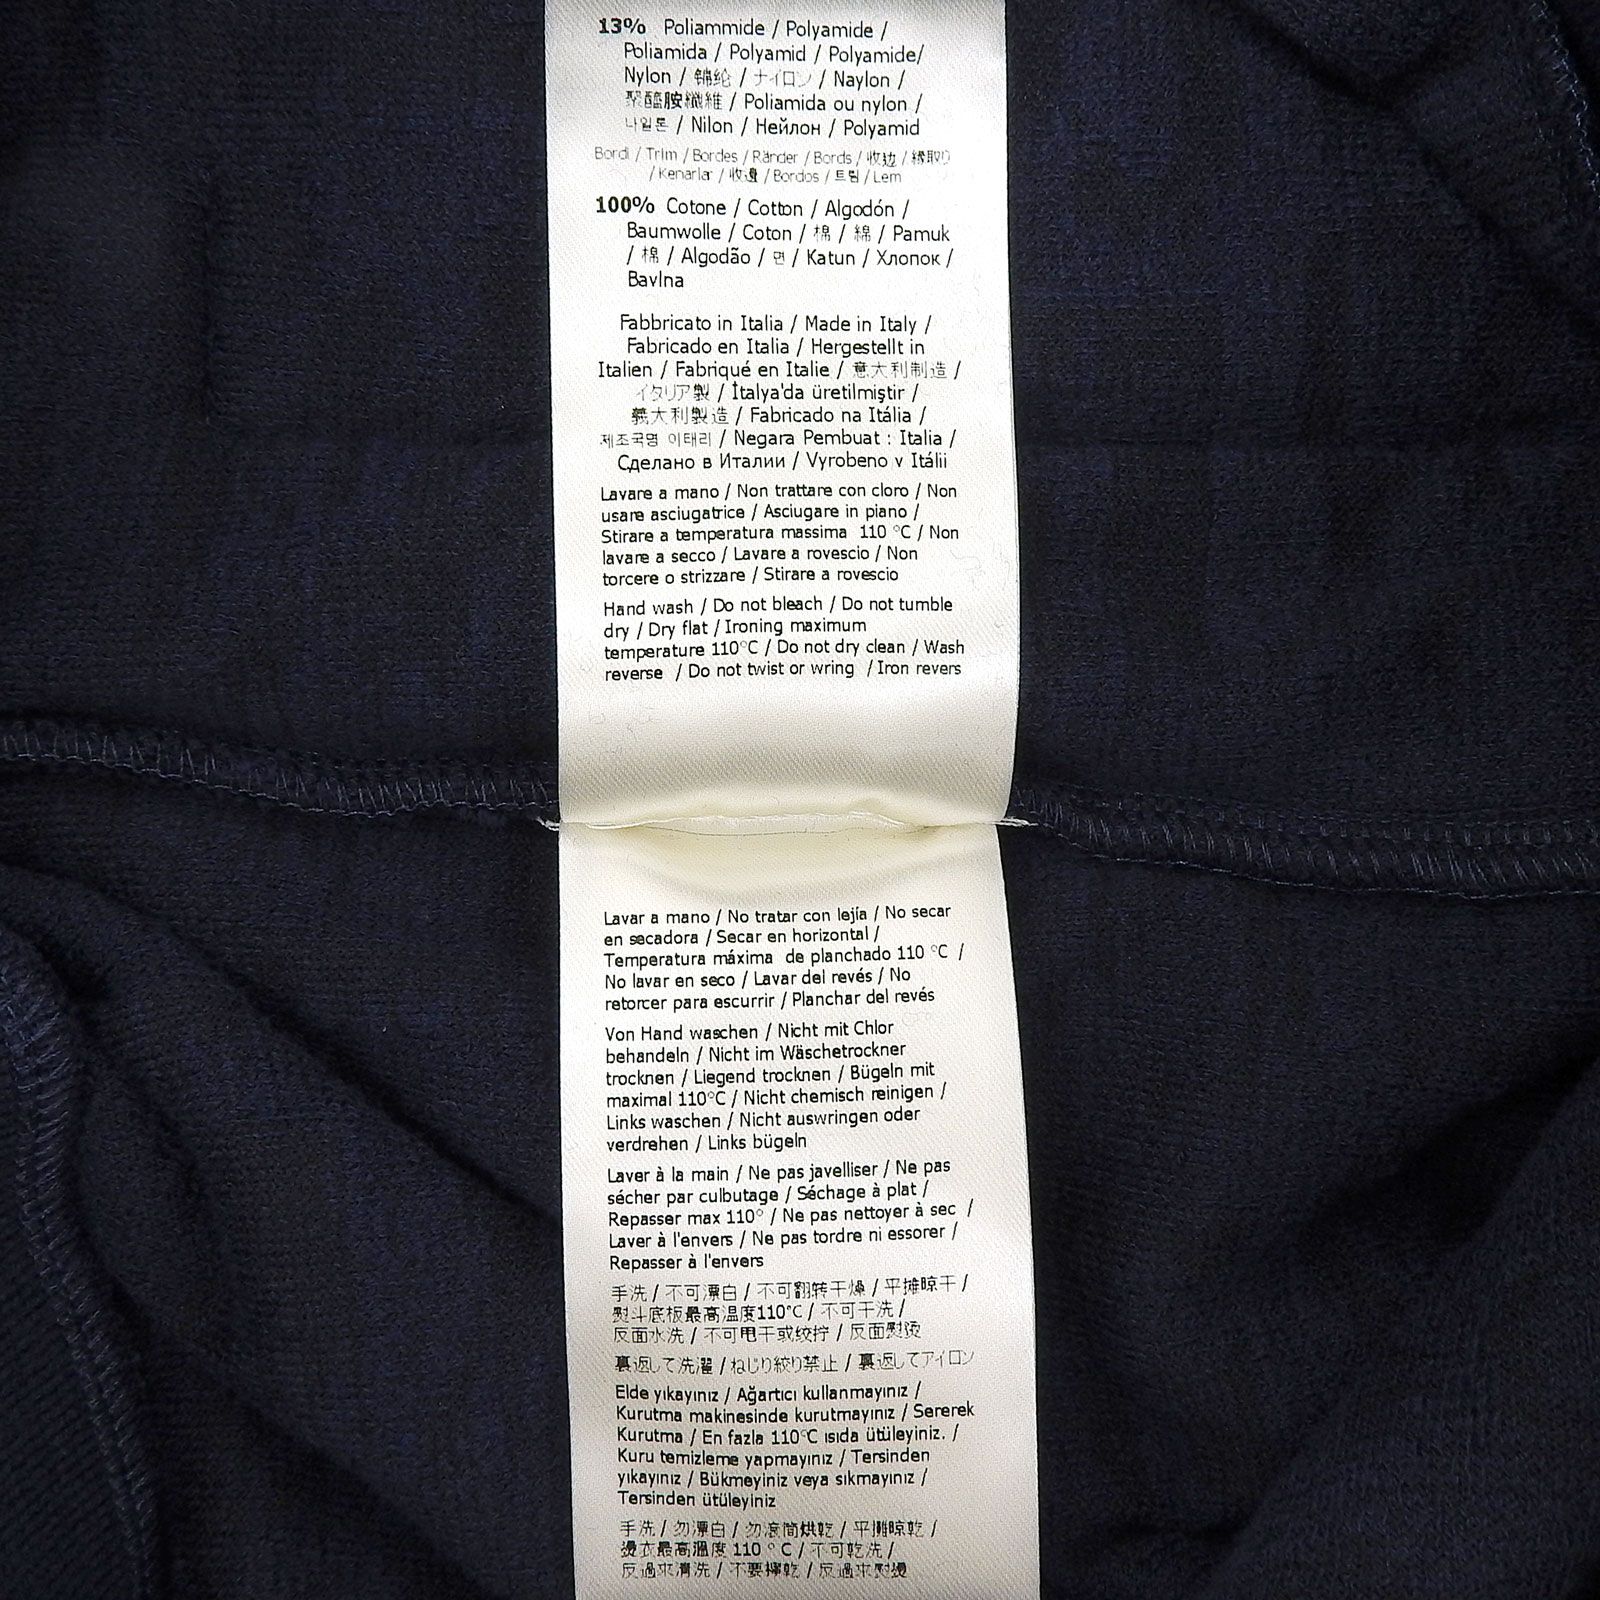 13% Poliammide / Polyamide /
Poliamida / Polyamid / Polyamide/
Nylon / 锦纶 / ナイロン / Naylon /
聚醯胺纖維 / Poliamida ou nylon /
나일론 / Nilon / Нейлон / Polyamid
Bordi / Trim / Bordes / Ränder / Bords / 收边 / 縁取り
/ Kenarlar / 收邊 / Bordos / 트림 / Lem
100% Cotone / Cotton / Algodón /
Baumwolle / Coton / 棉 / 綿 / Pamuk
/ 棉 / Algodão / 면 / Katun / Хлопок /
Bavlna
Fabbricato in Italia / Made in Italy /
Fabricado en Italia / Hergestellt in
Italien / Fabriqué en Italie / 意大利制造 /
イタリア製 / İtalya'da üretilmiştir /
義大利製造 / Fabricado na Itália /
제조국명 이태리 / Negara Pembuat : Italia /
Сделано в Италии / Vyrobeno v Itálii
Lavare a mano / Non trattare con cloro / Non
usare asciugatrice / Asciugare in piano /
Stirare a temperatura massima 110 °C / Non
lavare a secco / Lavare a rovescio / Non
torcere o strizzare / Stirare a rovescio
Hand wash / Do not bleach / Do not tumble
dry / Dry flat / Ironing maximum
temperature 110°C / Do not dry clean / Wash
reverse / Do not twist or wring / Iron revers
Lavar a mano / No tratar con lejía / No secar
en secadora / Secar en horizontal /
Temperatura máxima de planchado 110 °C /
No lavar en seco / Lavar del revés / No
retorcer para escurrir / Planchar del revés
Von Hand waschen / Nicht mit Chlor
behandeln / Nicht im Wäschetrockner
trocknen / Liegend trocknen / Bügeln mit
maximal 110°C / Nicht chemisch reinigen /
Links waschen / Nicht auswringen oder
verdrehen / Links bügeln
Laver à la main / Ne pas javelliser / Ne pas
sécher par culbutage / Séchage à plat /
Repasser max 110° / Ne pas nettoyer à sec /
Laver à l'envers / Ne pas tordre ni essorer /
Repasser à l'envers
手洗 / 不可漂白 / 不可翻转干燥 / 平摊晾干 /
熨斗底板最高温度110°C / 不可干洗 /
反面水洗 / 不可甩干或绞拧 / 反面熨烫
裏返して洗濯 / ねじり絞り禁止 / 裏返してアイロン
Elde yıkayınız / Ağartıcı kullanmayınız /
Kurutma makinesinde kurutmayınız / Sererek
Kurutma / En fazla 110°C ısıda ütüleyiniz. /
Kuru temizleme yapmayınız / Tersinden
yıkayınız / Bükmeyiniz veya sıkmayınız /
Tersinden ütüleyiniz
手洗 / 勿漂白 / 勿滾筒烘乾 / 平攤晾乾 /
燙衣最高溫度 110 ° C / 不可乾洗 /
反過來清洗 / 不要擰乾 / 反過來熨燙